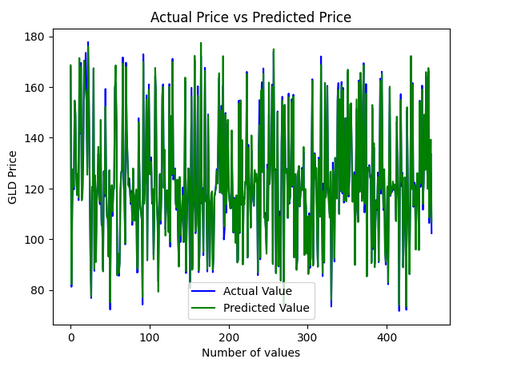 Actual Price vs Predicted Price
180
160
140
120
100
80
GLD Price
Actual Value
Predicted Value
0
100
200
300
400
Number of values